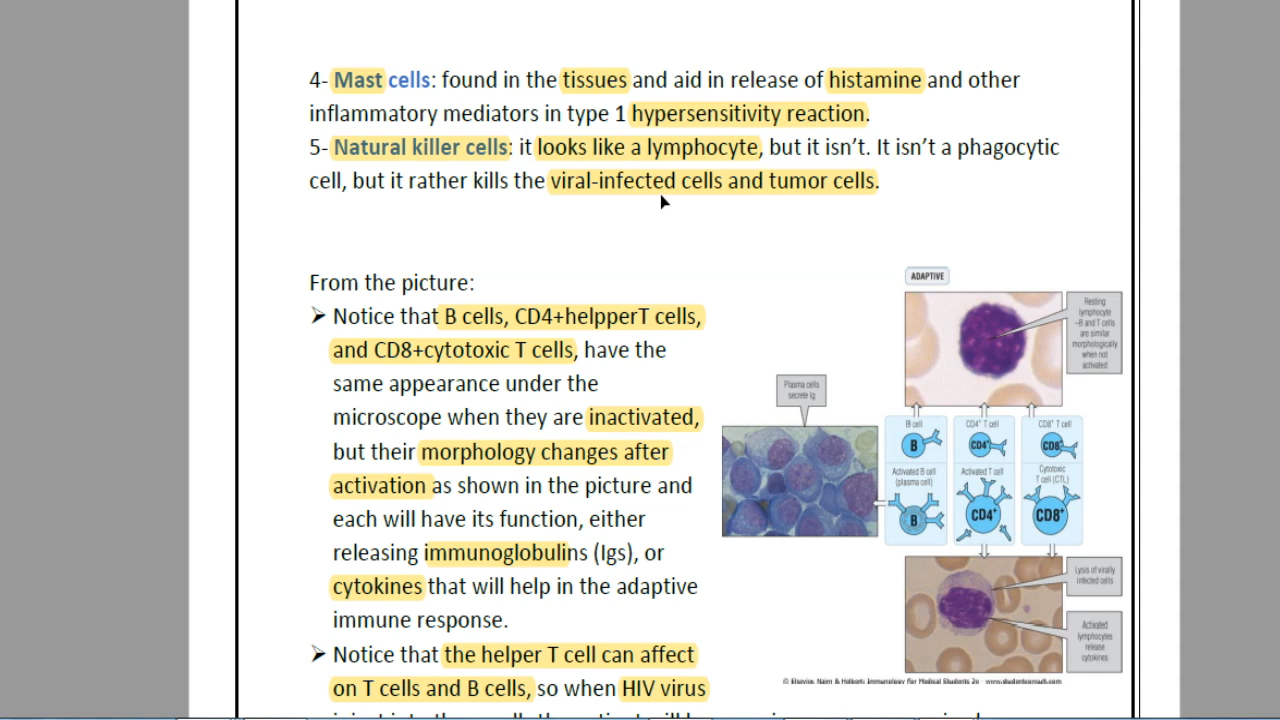 4- Mast cells: found in the tissues and aid in release of histamine and other
inflammatory mediators in type 1 hypersensitivity reaction.
5- Natural killer cells: it looks like a lymphocyte, but it isn’t. It isn’t a phagocytic
cell, but it rather kills the viral-infected cells and tumor cells.
From the picture:
➢ Notice that B cells, CD4+helpperT cells,
and CD8+cytotoxic T cells, have the
same appearance under the
microscope when they are inactivated,
but their morphology changes after
activation as shown in the picture and
each will have its function, either
releasing immunoglobulins (Igs), or
cytokines that will help in the adaptive
immune response.
➢ Notice that the helper T cell can affect
on T cells and B cells, so when HIV virus
ADAPTIVE
Resting
lymphocyte
–B and T cells
are similar
morphologically
when not
activated
Plasma cells
secrete Ig
B cell
CD4⁺ T cell
CD8⁺ T cell
B
CD4⁺
CD8⁺
Activated B cell
(plasma cell)
Activated T cell
Cytotoxic
T cell (CTL)
B
CD4⁺
CD8⁺
Lysis of virally
infected cells
Activated
lymphocytes
release
cytokines
© Elsevier. Nairn & Helbert: Immunology for Medical Students 2e www.studentconsult.com